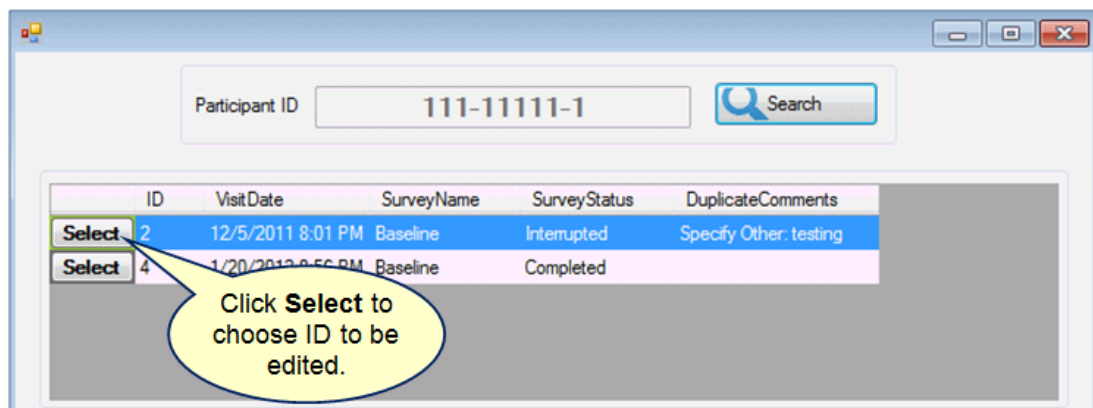 Participant ID 111-11111-1 Search
ID VisitDate SurveyName SurveyStatus DuplicateComments
Select 2 12/5/2011 8:01 PM Baseline Interrupted Specify Other: testing
Select 4 PM Baseline Completed
Click Select to
choose ID to be
edited.